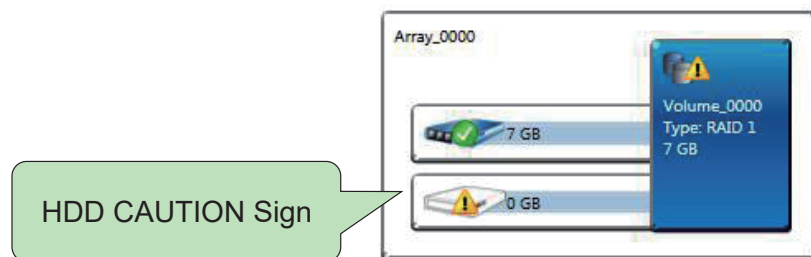 Array_0000
Volume_0000
Type: RAID 1
7 GB
7 GB
0 GB
HDD CAUTION Sign